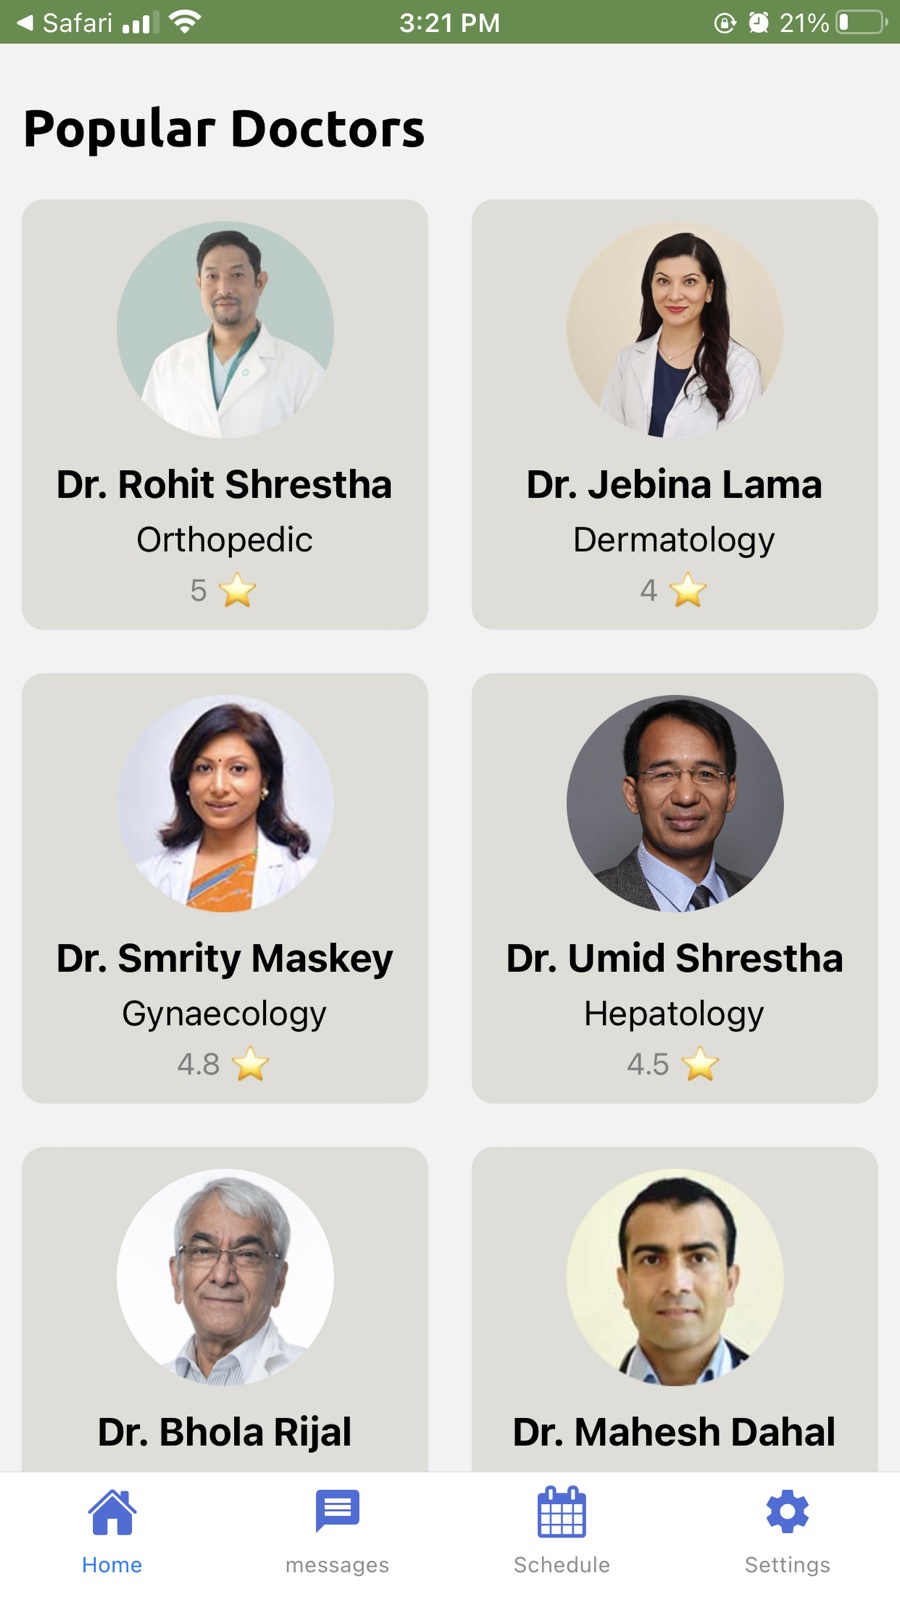 Safari 3:21 PM 21%
Popular Doctors
Dr. Rohit Shrestha
Orthopedic
5
Dr. Jebina Lama
Dermatology
4
Dr. Smrity Maskey
Gynaecology
4.8
Dr. Umid Shrestha
Hepatology
4.5
Dr. Bhola Rijal
Dr. Mahesh Dahal
Home
messages
Schedule
Settings